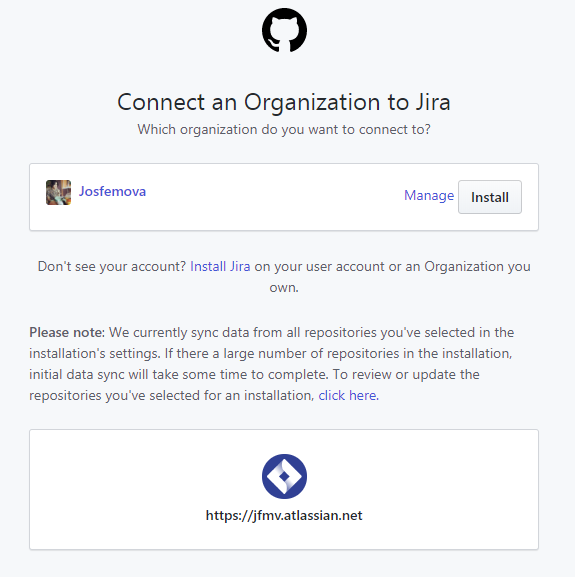 Connect an Organization to Jira
Which organization do you want to connect to?
Josfemova
Manage Install
Don't see your account? Install Jira on your user account or an Organization you
own.
Please note: We currently sync data from all repositories you've selected in the
installation's settings. If there a large number of repositories in the installation,
initial data sync will take some time to complete. To review or update the
repositories you've selected for an installation, click here.
https://jfmv.atlassian.net